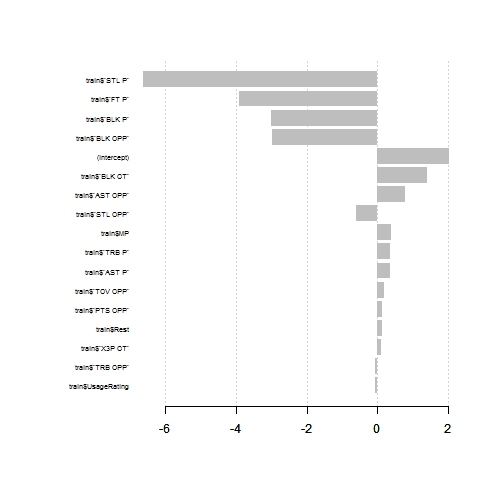 train$`STL P`
train$`FT P`
train$`BLK P`
train$`BLK OPP`
(Intercept)
train$`BLK OT`
train$`AST OPP`
train$`STL OPP`
train$MP
train$`TRB P`
train$`AST P`
train$`TOV OPP`
train$`PTS OPP`
train$Rest
train$`X3P OT`
train$`TRB OPP`
train$UsageRating
-6 -4 -2 0 2